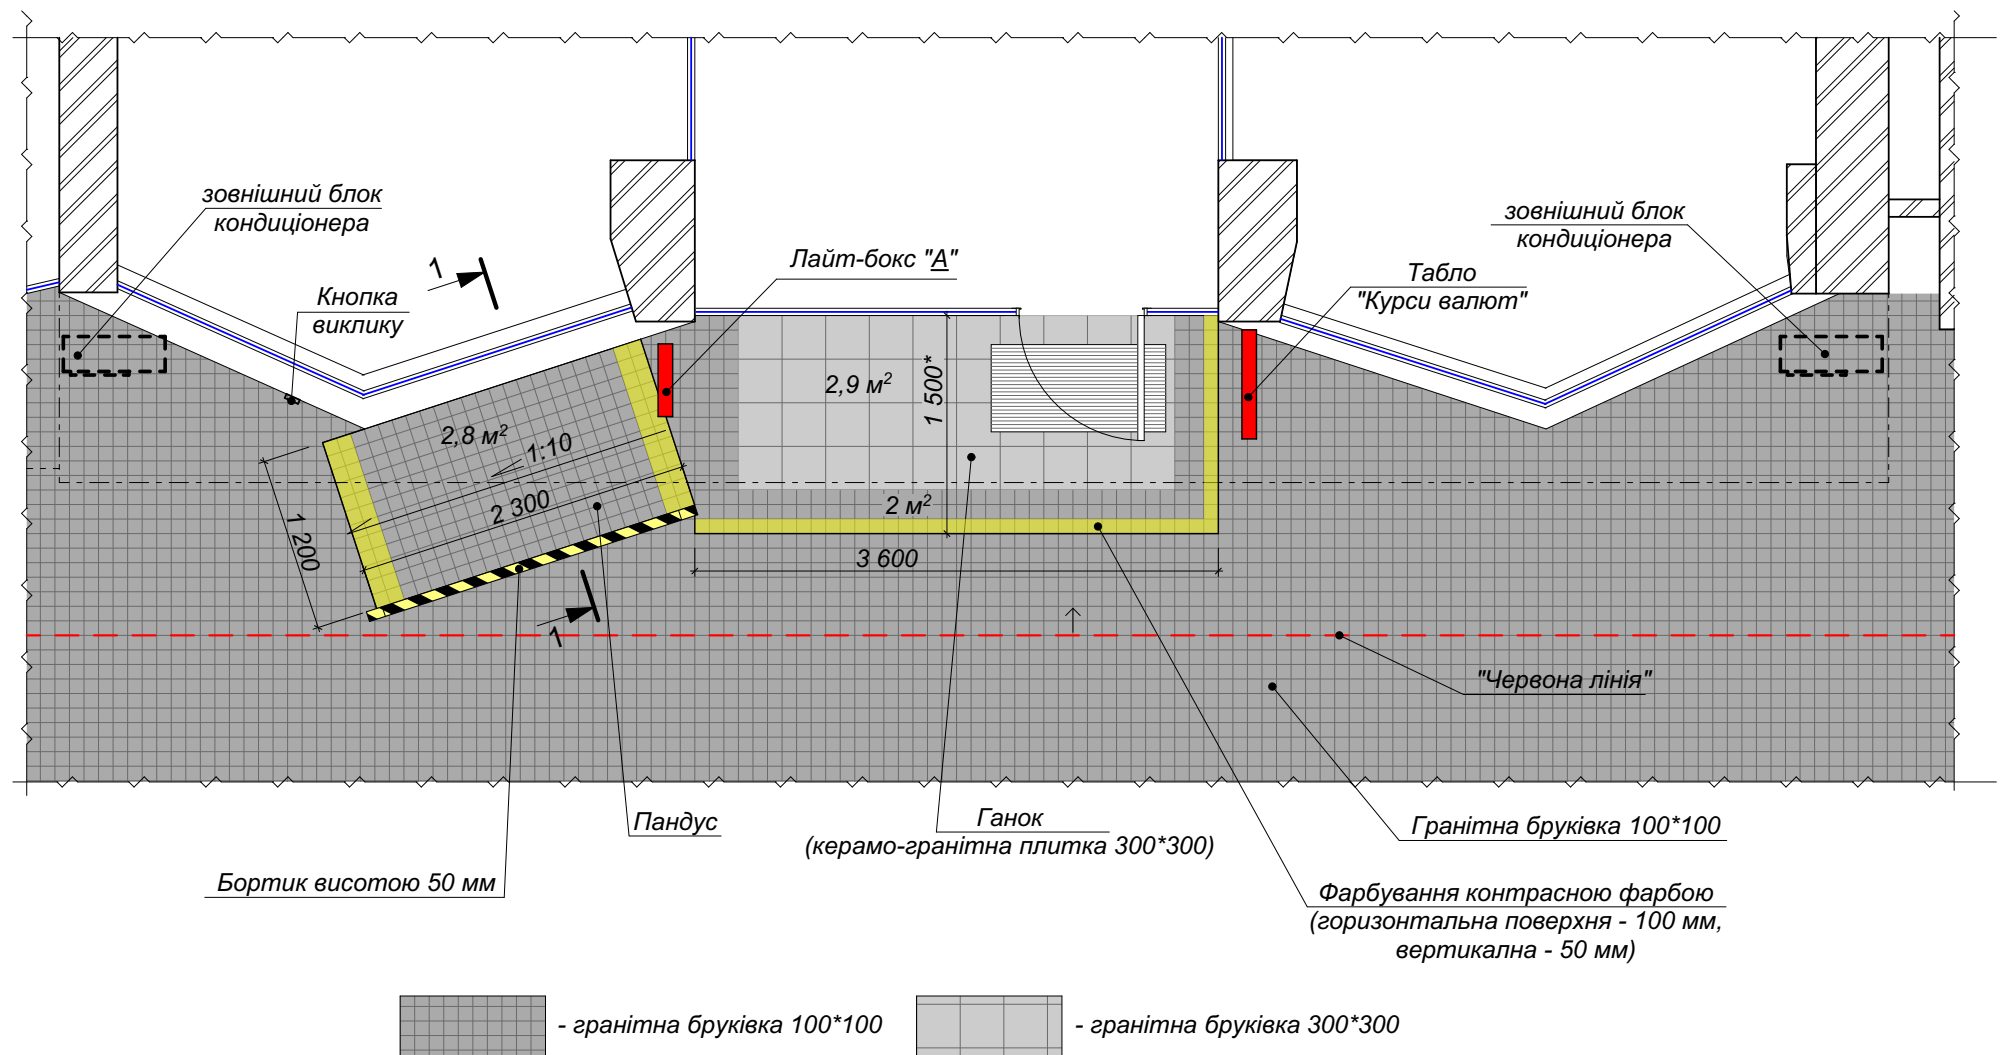 зовнішний блок
кондиціонера
1
Кнопка
виклику
Лайт-бокс "А"
Табло
"Курси валют"
зовнішний блок
кондиціонера
2,9 м²
1 500*
2,8 м²
1:10
2 300
1 200
2 м²
3 600
1
"Червона лінія"
Пандус
Ганок
(керамо-гранітна плитка 300*300)
Гранітна бруківка 100*100
Бортик висотою 50 мм
Фарбування контрасною фарбою
(горизонтальна поверхня - 100 мм,
вертикална - 50 мм)
- гранітна бруківка 100*100
- гранітна бруківка 300*300